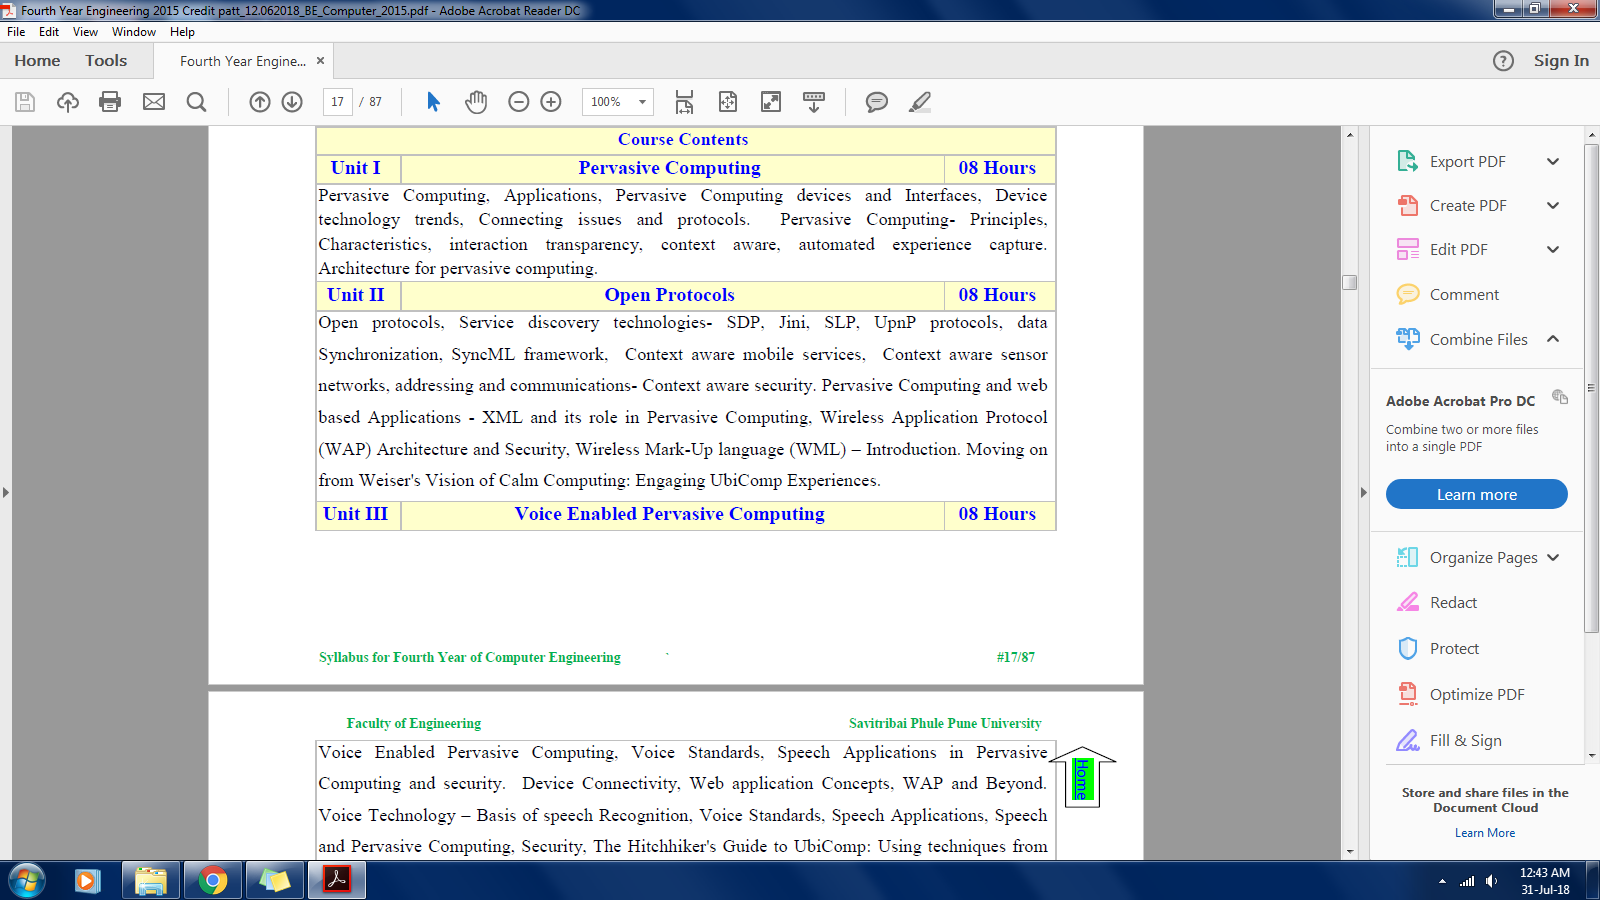 Fourth Year Engineering 2015 Credit patt_12.062018_BE_Computer_2015.pdf - Adobe Acrobat Reader DC
File Edit View Window Help
Home Tools Fourth Year Enginee... × Sign In
17 / 87 100%
Course Contents
Unit I Pervasive Computing 08 Hours
Pervasive Computing, Applications, Pervasive Computing devices and Interfaces, Device
technology trends, Connecting issues and protocols. Pervasive Computing- Principles,
Characteristics, interaction transparency, context aware, automated experience capture.
Architecture for pervasive computing.
Unit II Open Protocols 08 Hours
Open protocols, Service discovery technologies- SDP, Jini, SLP, UpnP protocols, data
Synchronization, SyncML framework, Context aware mobile services, Context aware sensor
networks, addressing and communications- Context aware security. Pervasive Computing and web
based Applications - XML and its role in Pervasive Computing, Wireless Application Protocol
(WAP) Architecture and Security, Wireless Mark-Up language (WML) – Introduction. Moving on
from Weiser's Vision of Calm Computing: Engaging UbiComp Experiences.
Unit III Voice Enabled Pervasive Computing 08 Hours
Syllabus for Fourth Year of Computer Engineering ` #17/87
Faculty of Engineering Savitribai Phule Pune University
Voice Enabled Pervasive Computing, Voice Standards, Speech Applications in Pervasive
Computing and security. Device Connectivity, Web application Concepts, WAP and Beyond.
Voice Technology – Basis of speech Recognition, Voice Standards, Speech Applications, Speech
and Pervasive Computing, Security, The Hitchhiker's Guide to UbiComp: Using techniques from
Home
Export PDF
Create PDF
Edit PDF
Comment
Combine Files
Adobe Acrobat Pro DC
Combine two or more files
into a single PDF
Learn more
Organize Pages
Redact
Protect
Optimize PDF
Fill & Sign
Store and share files in the
Document Cloud
Learn More
12:43 AM
31-Jul-18